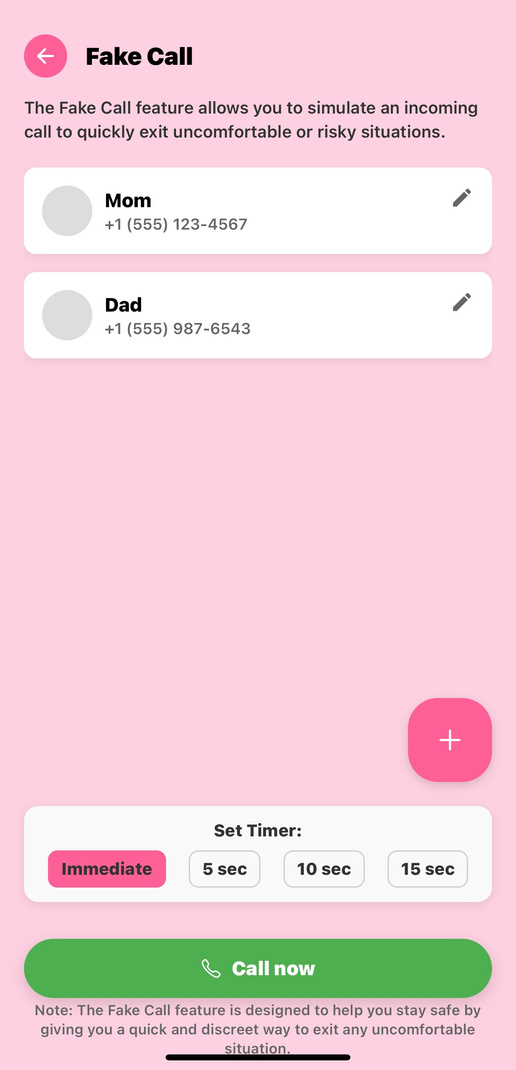 Fake Call
The Fake Call feature allows you to simulate an incoming
call to quickly exit uncomfortable or risky situations.
Mom
+1 (555) 123-4567
Dad
+1 (555) 987-6543
Set Timer:
Immediate 5 sec 10 sec 15 sec
Call now
Note: The Fake Call feature is designed to help you stay safe by
giving you a quick and discreet way to exit any uncomfortable
situation.